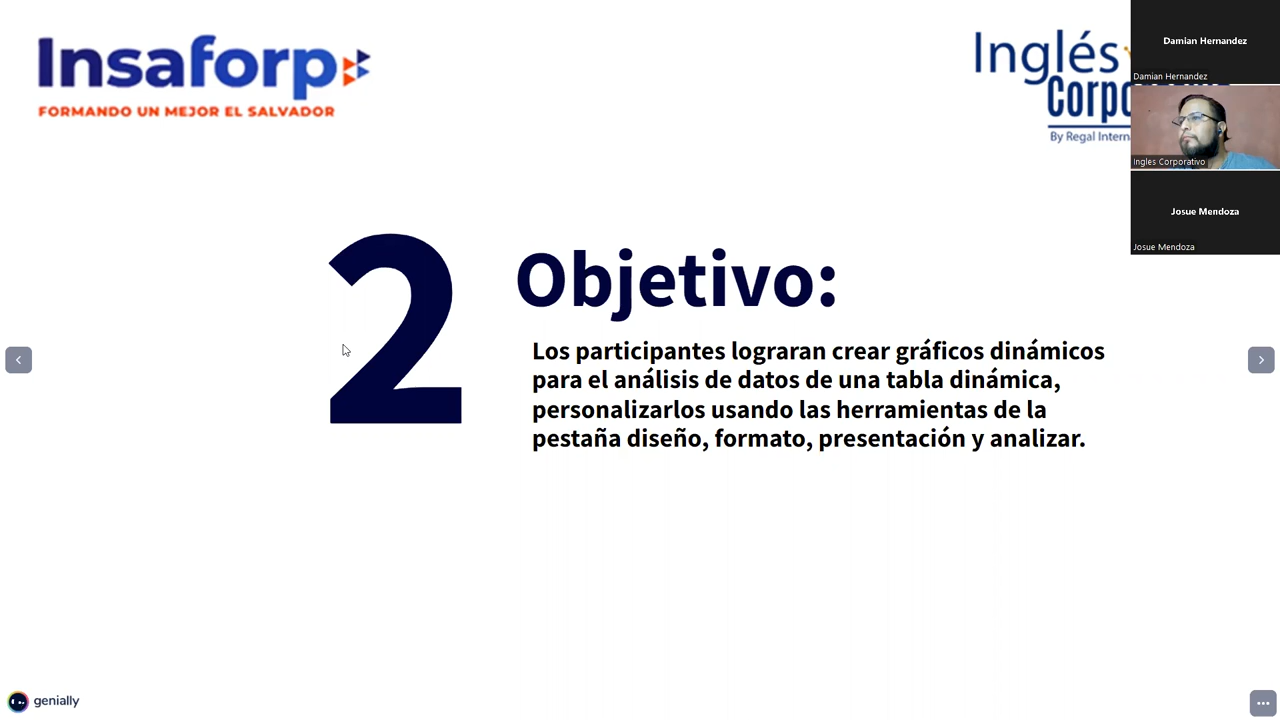 Insaforp
FORMANDO UN MEJOR EL SALVADOR
Inglés
By Regal
Damian Hernandez
Damian Hernandez
Ingles Corporativo
Josue Mendoza
Josue Mendoza
2
Objetivo:
Los participantes lograran crear gráficos dinámicos
para el análisis de datos de una tabla dinámica,
personalizarlos usando las herramientas de la
pestaña diseño, formato, presentación y analizar.
genially